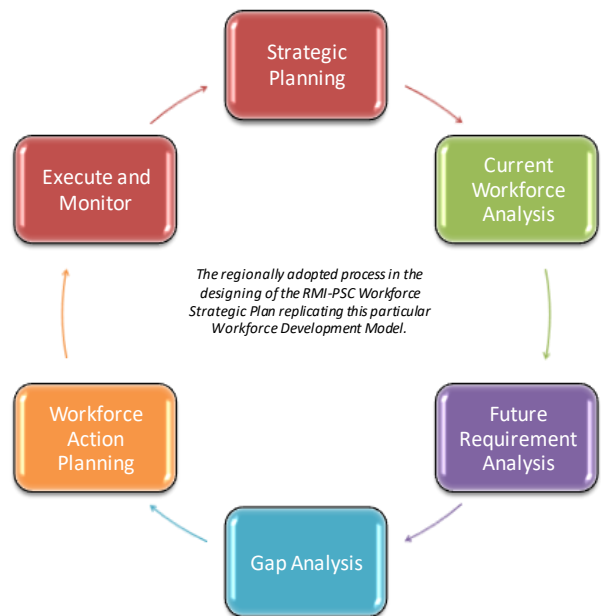 Strategic
Planning
Current
Workforce
Analysis
Future
Requirement
Analysis
Gap Analysis
Workforce
Action
Planning
Execute and
Monitor
The regionally adopted process in the
designing of the RMI-PSC Workforce
Strategic Plan replicating this particular
Workforce Development Model.